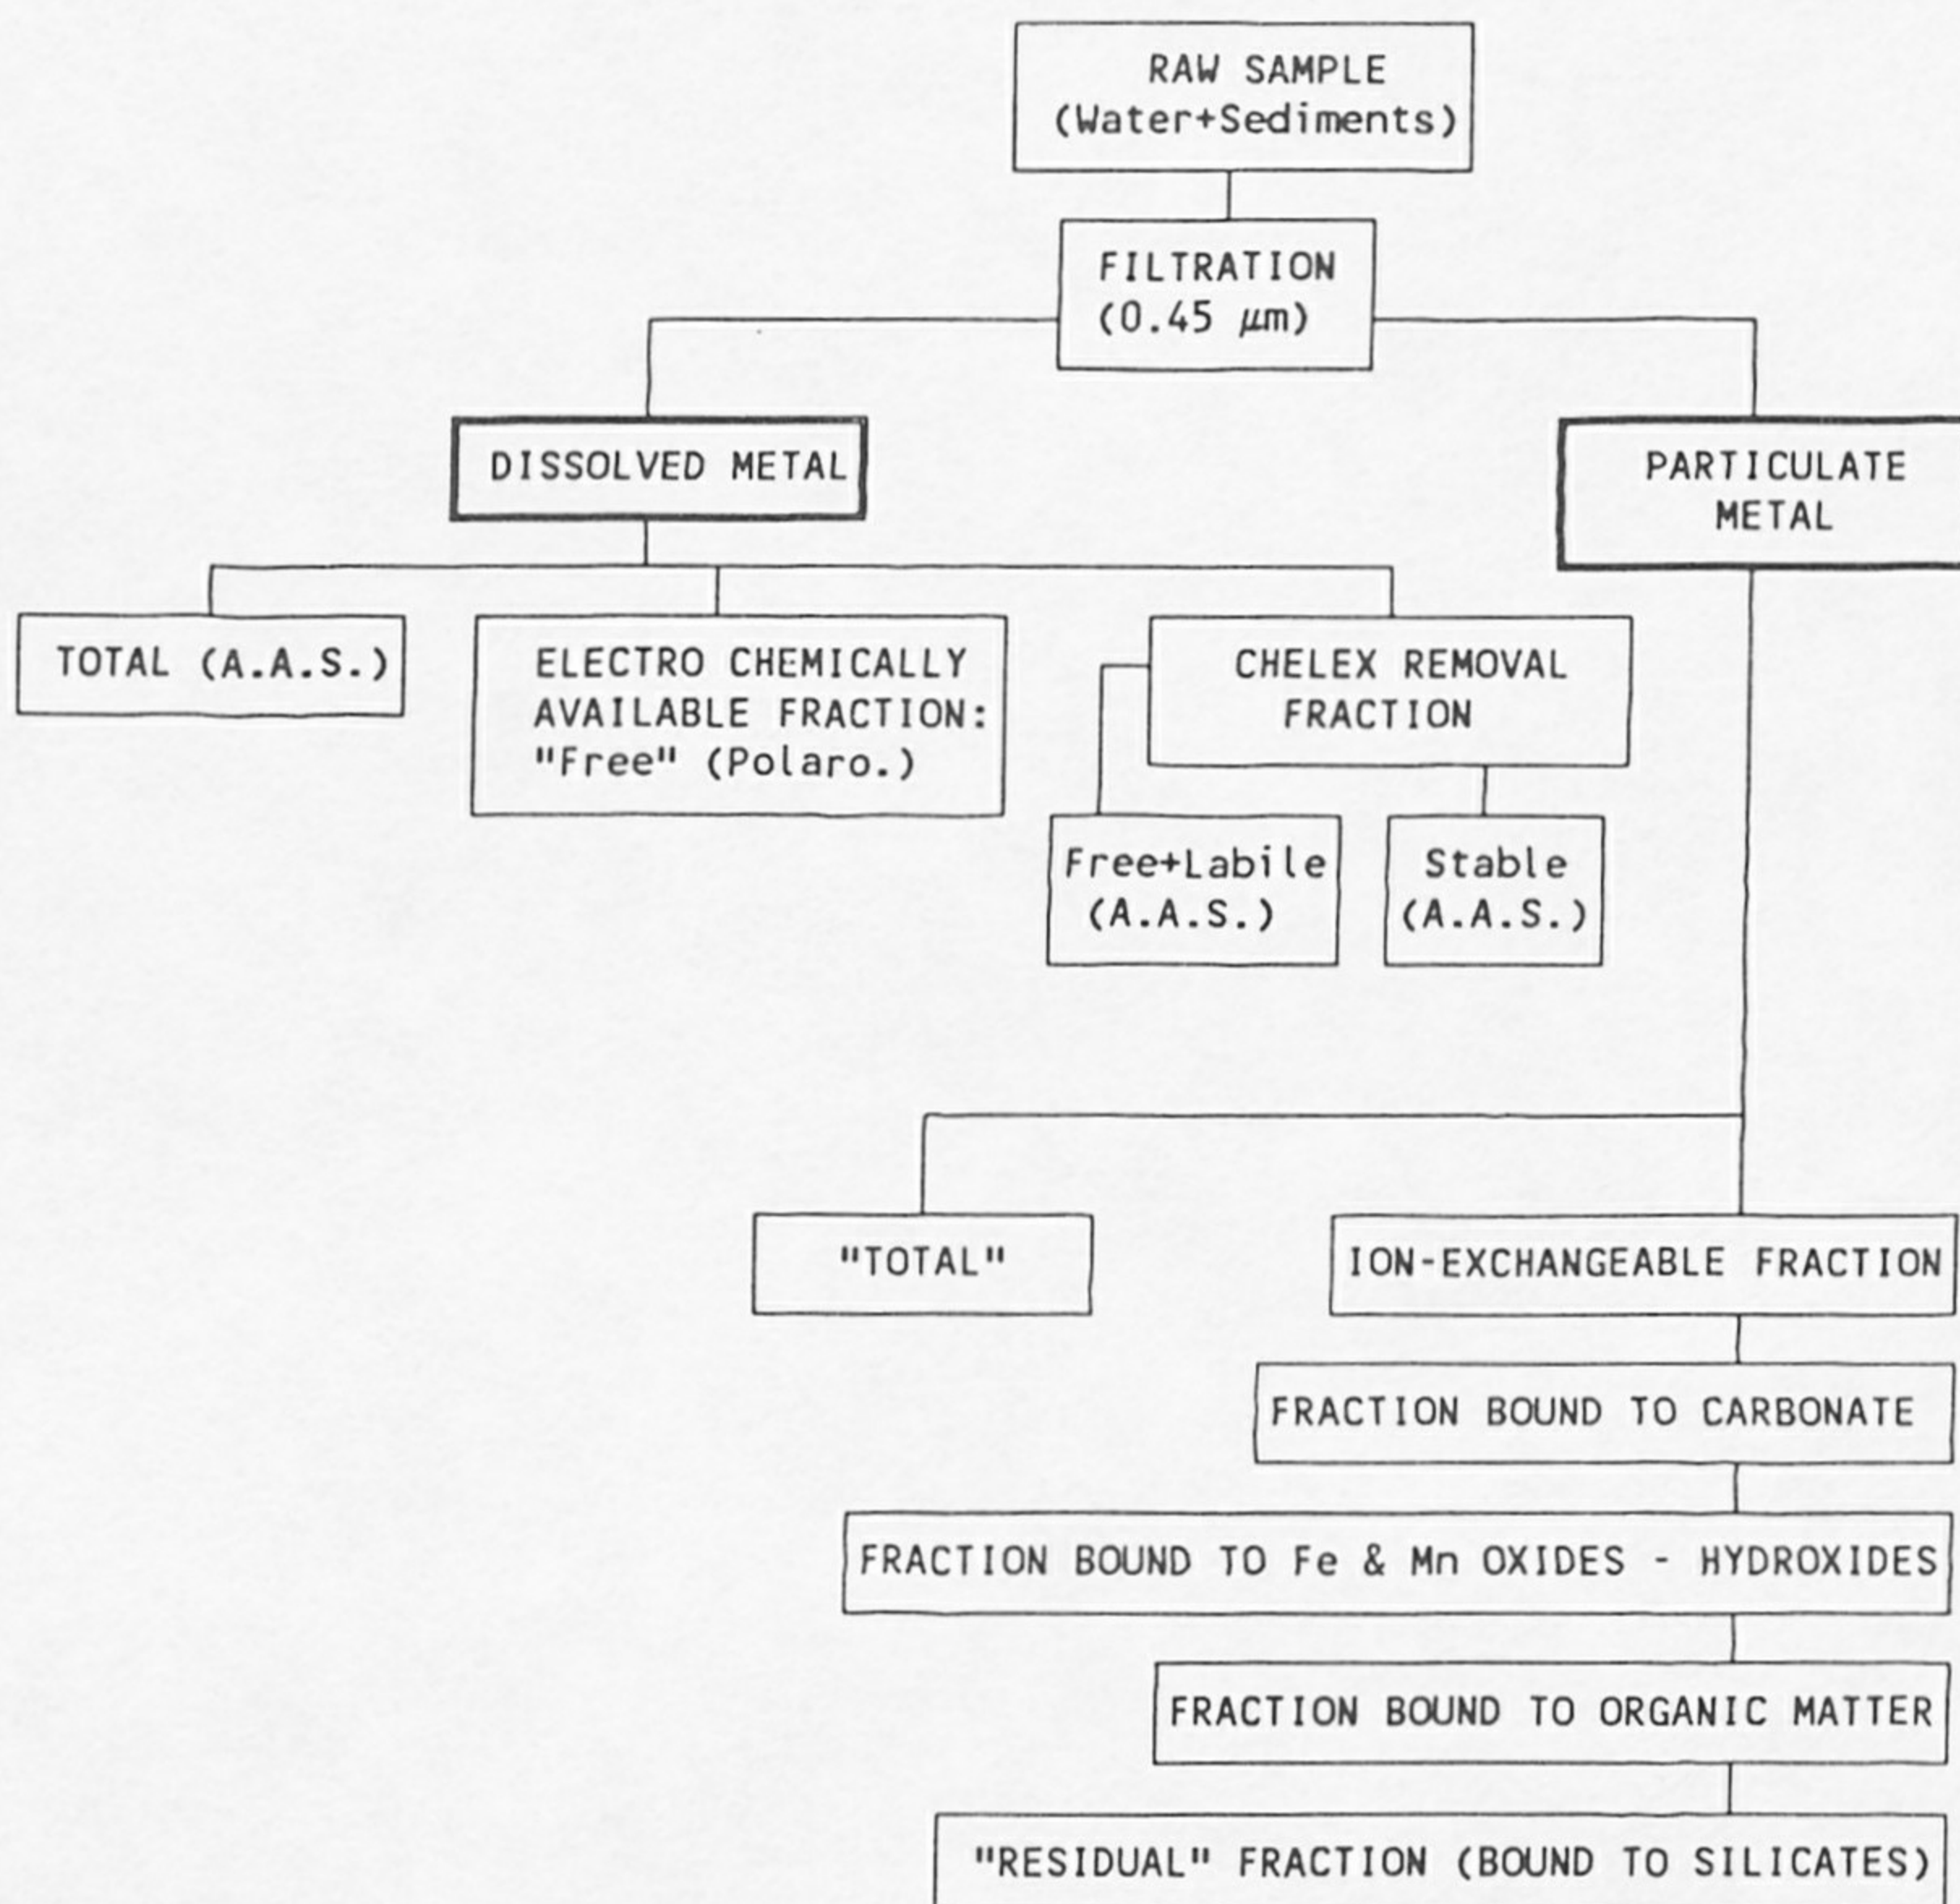 RAW SAMPLE
(Water+Sediments)
FILTRATION
(0.45 μm)
DISSOLVED METAL
PARTICULATE
METAL
TOTAL (A.A.S.)
ELECTRO CHEMICALLY
AVAILABLE FRACTION:
"Free" (Polaro.)
CHELEX REMOVAL
FRACTION
Free+Labile
(A.A.S.)
Stable
(A.A.S.)
"TOTAL"
ION-EXCHANGEABLE FRACTION
FRACTION BOUND TO CARBONATE
FRACTION BOUND TO Fe & Mn OXIDES - HYDROXIDES
FRACTION BOUND TO ORGANIC MATTER
"RESIDUAL" FRACTION (BOUND TO SILICATES)